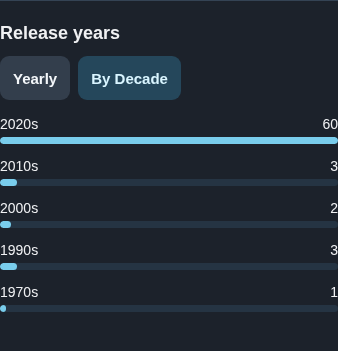 Release years
Yearly By Decade
2020s 60
2010s 3
2000s 2
1990s 3
1970s 1